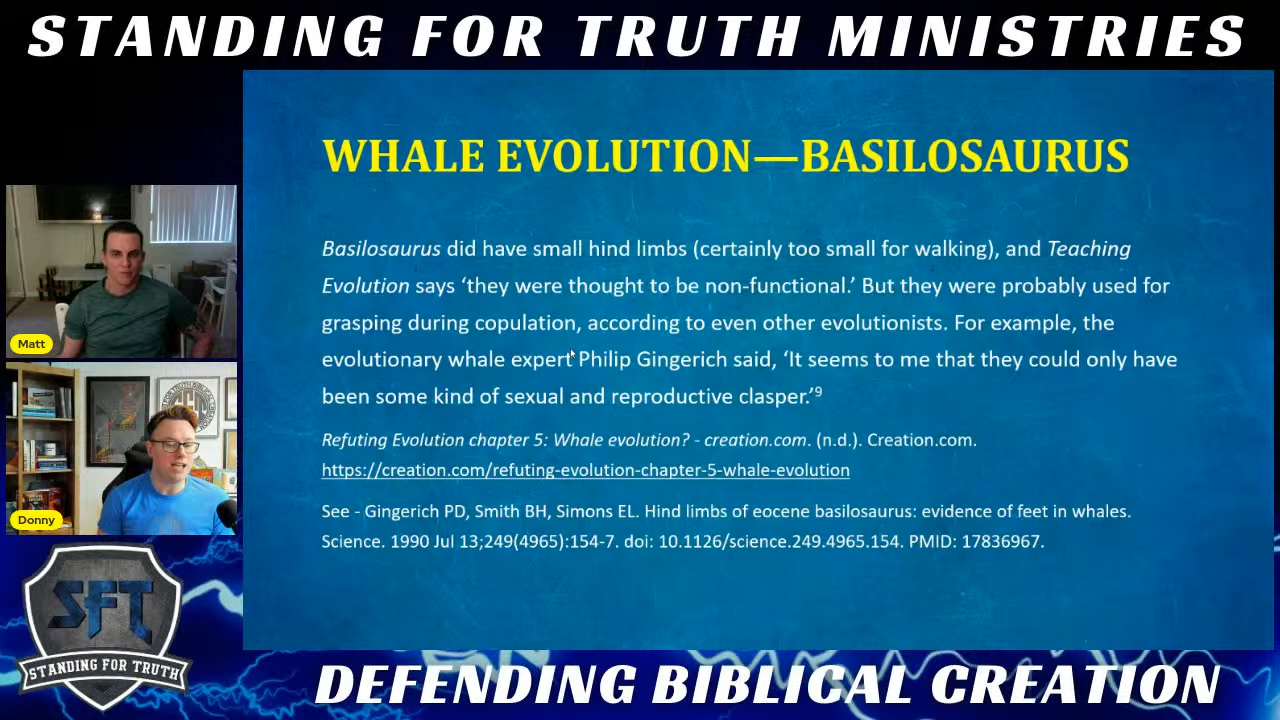 STANDING FOR TRUTH MINISTRIES
WHALE EVOLUTION—BASILOSAURUS
Basilosaurus did have small hind limbs (certainly too small for walking), and Teaching
Evolution says ‘they were thought to be non-functional.’ But they were probably used for
grasping during copulation, according to even other evolutionists. For example, the
evolutionary whale expert Philip Gingerich said, ‘It seems to me that they could only have
been some kind of sexual and reproductive clasper.’9
Refuting Evolution chapter 5: Whale evolution? - creation.com. (n.d.). Creation.com.
https://creation.com/refuting-evolution-chapter-5-whale-evolution
See - Gingerich PD, Smith BH, Simons EL. Hind limbs of eocene basilosaurus: evidence of feet in whales.
Science. 1990 Jul 13;249(4965):154-7. doi: 10.1126/science.249.4965.154. PMID: 17836967.
Matt
Donny
SFT
STANDING FOR TRUTH
DEFENDING BIBLICAL CREATION